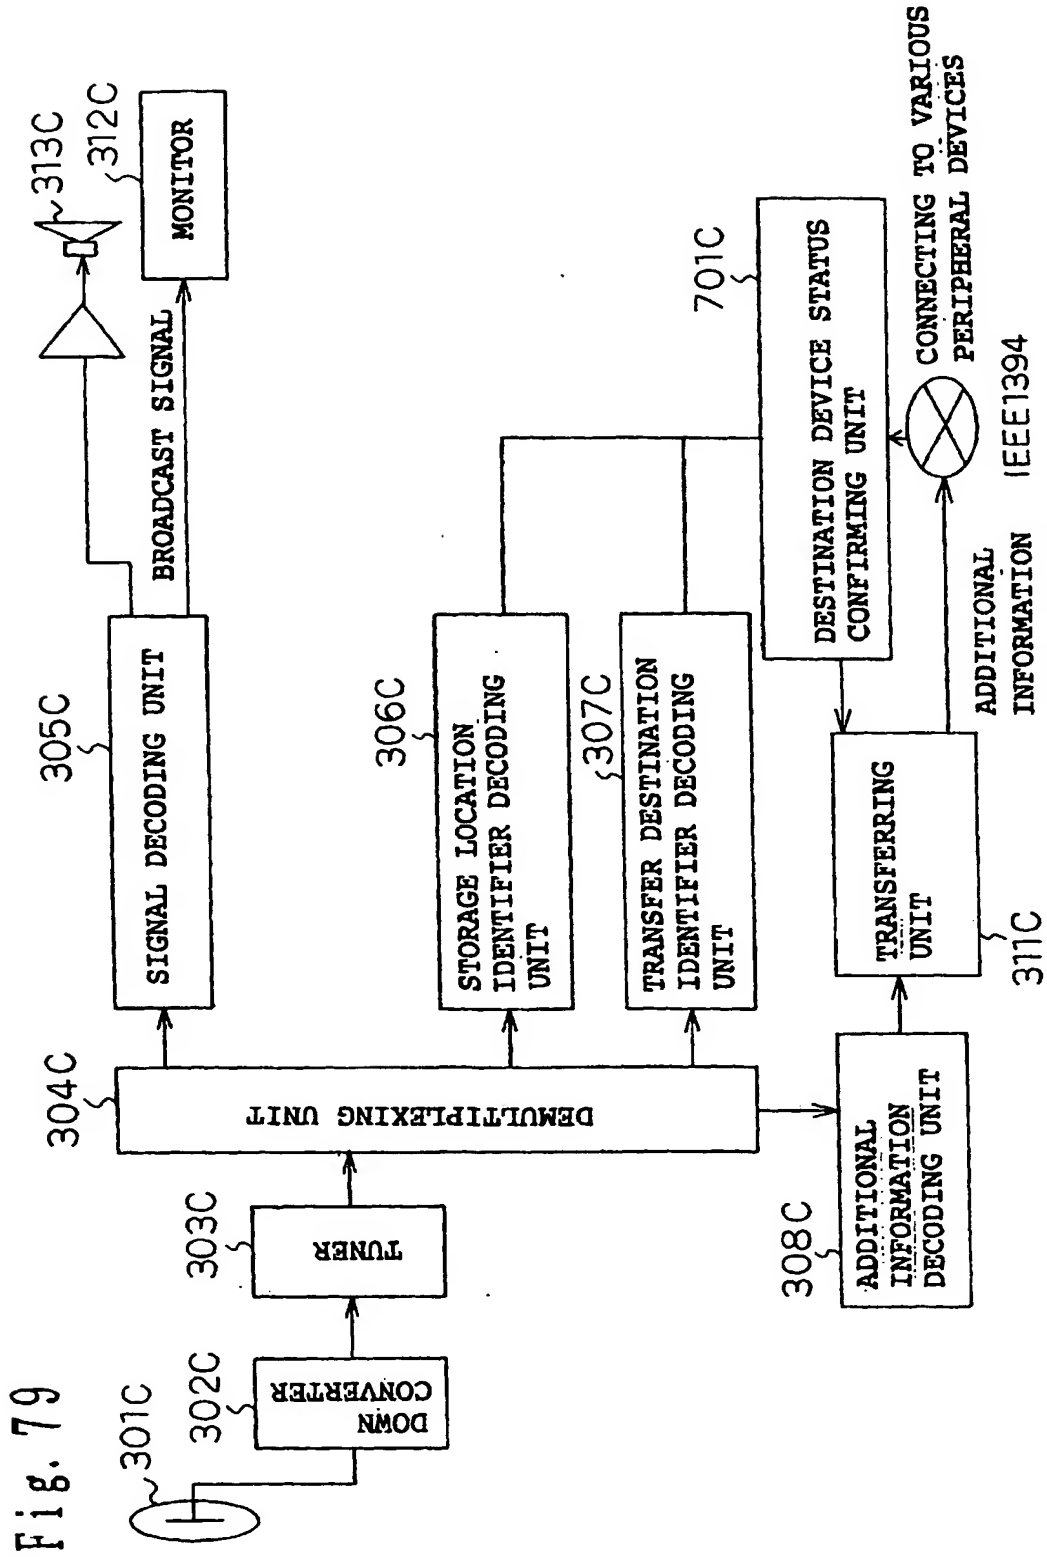 Fig. 79
301C
302C
DOWN
CONVERTER
303C
TUNER
304C
DEMULTIPLEXING UNIT
305C
SIGNAL DECODING UNIT
BROADCAST SIGNAL
313C
312C
MONITOR
306C
STORAGE LOCATION
IDENTIFIER DECODING
UNIT
307C
TRANSFER DESTINATION
IDENTIFIER DECODING
UNIT
701C
DESTINATION DEVICE STATUS
CONFIRMING UNIT
308C
ADDITIONAL
INFORMATION
DECODING UNIT
TRANSFERRING
UNIT
311C
ADDITIONAL
INFORMATION
CONNECTING TO VARIOUS
PERIPHERAL DEVICES
IEEE1394